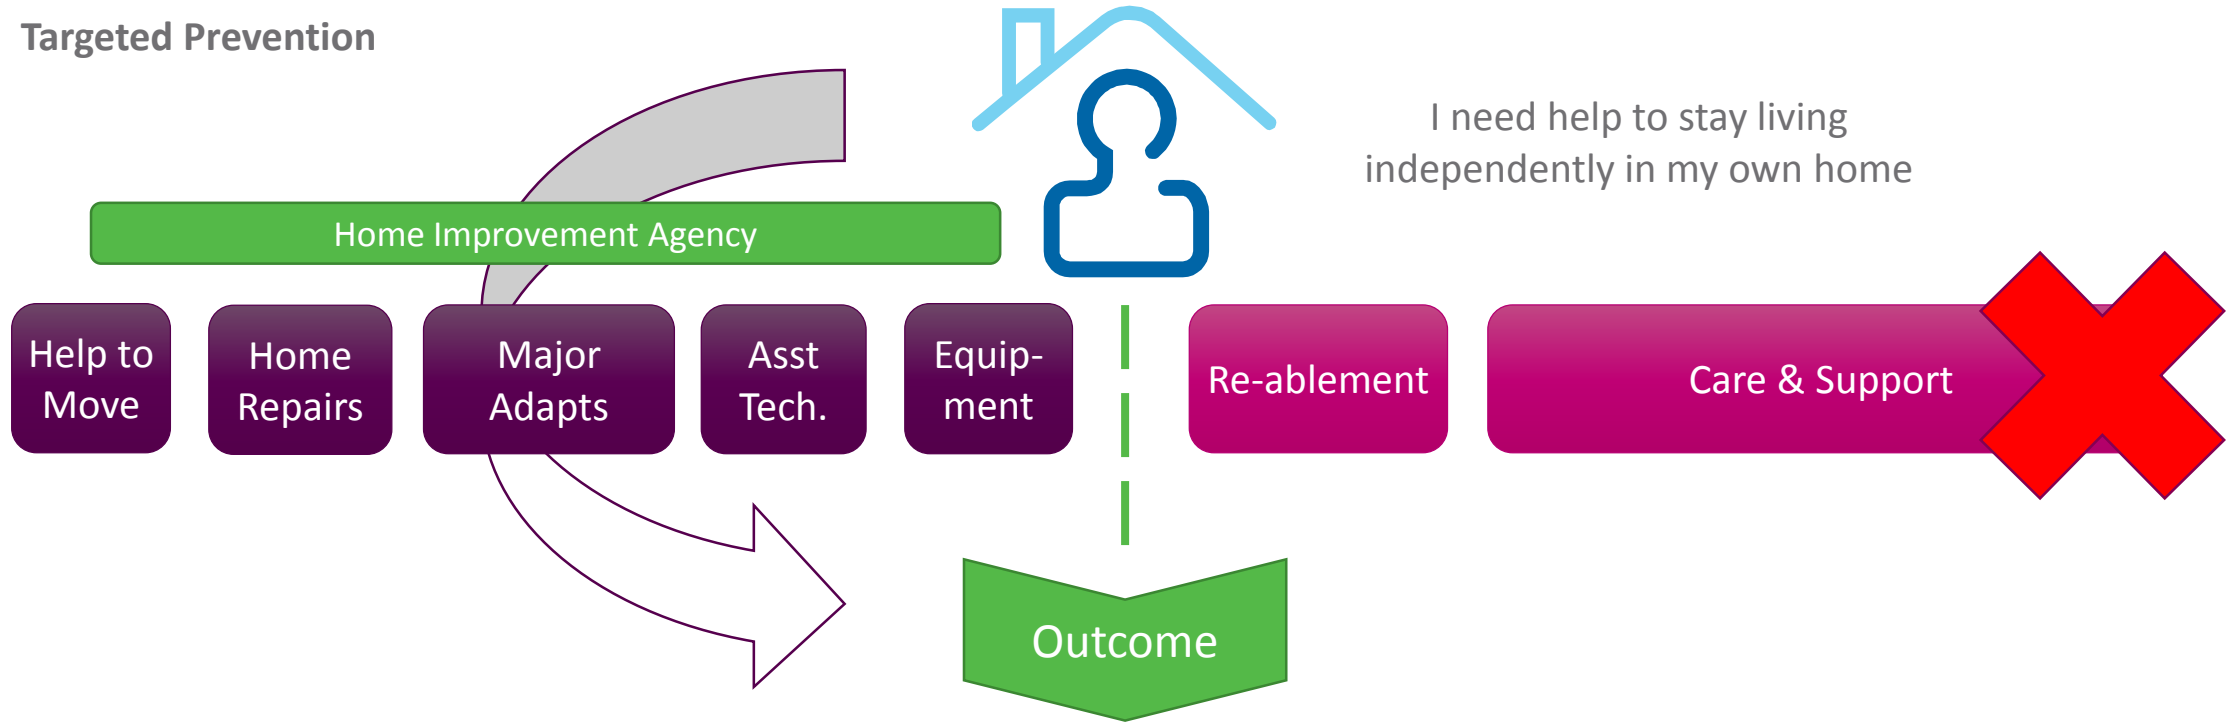 Targeted Prevention
I need help to stay living
independently in my own home
Home Improvement Agency
Help to
Move
Home
Repairs
Major
Adapts
Asst
Tech.
Equip-
ment
Re-ablement
Care & Support
Outcome